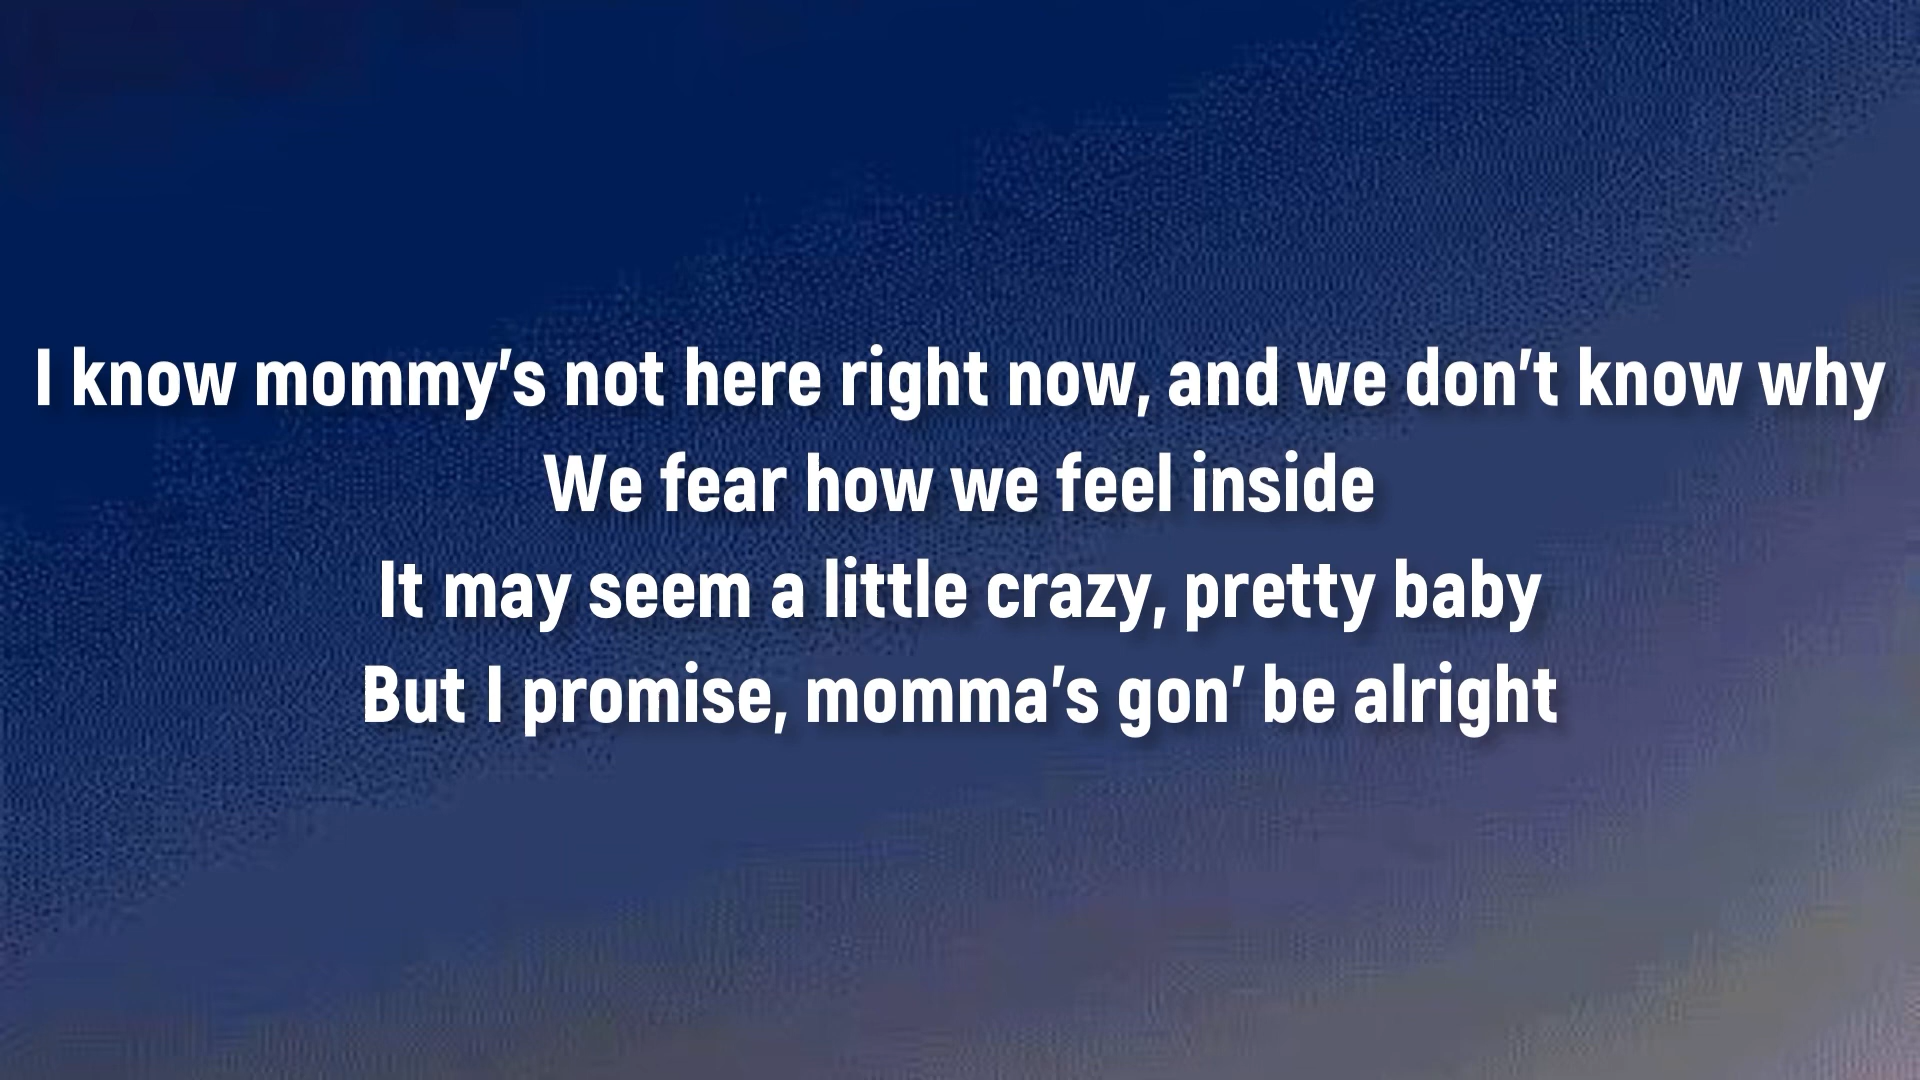 I know mommy's not here right now, and we don't know why
We fear how we feel inside
It may seem a little crazy, pretty baby
But I promise, momma's gon' be alright